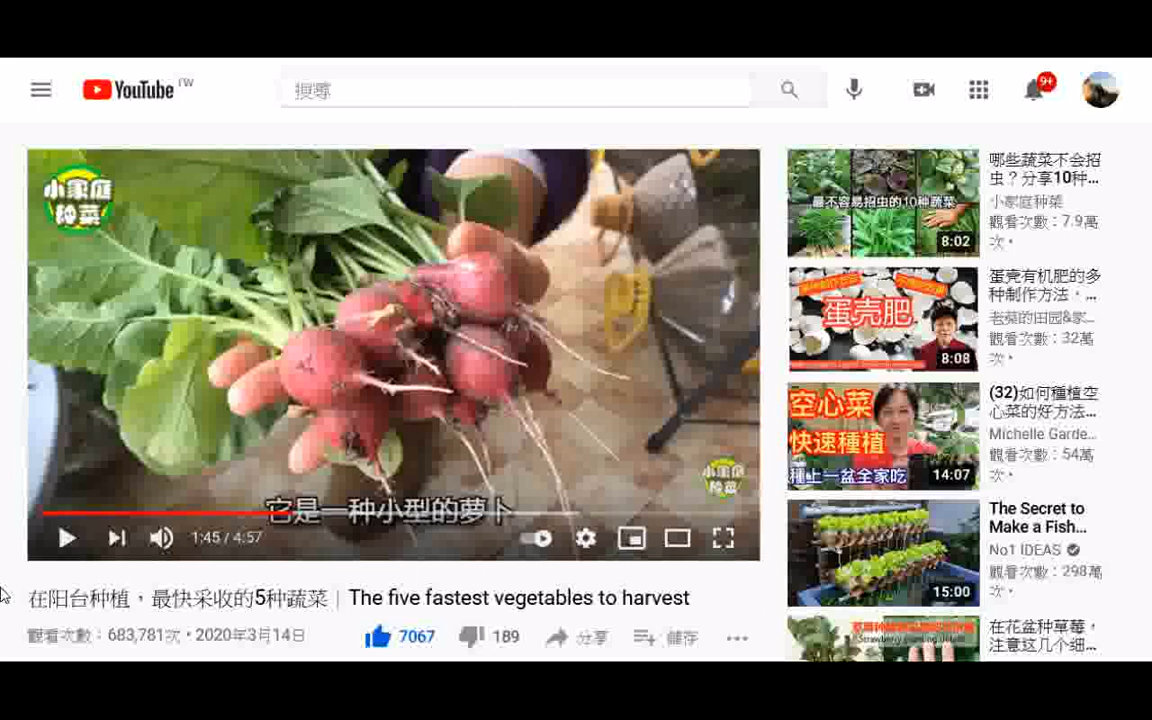 YouTube TW
搜尋
9+
小家庭
种菜
小家庭
种菜
它是一种小型的萝卜
1:45 / 4:57
在阳台种植，最快采收的5种蔬菜｜The five fastest vegetables to harvest
觀看次數：683,781次 • 2020年3月14日
7067
189
分享
儲存
最不容易招虫的10种蔬菜
8:02
哪些蔬菜不会招
虫？分享10种...
小家庭种菜
觀看次數：7.9萬
次 •
蛋壳肥
8:08
蛋壳有机肥的多
种制作方法，...
老葵的田园&家...
觀看次數：32萬
次 •
空心菜
快速種植
種上一盆全家吃
14:07
(32)如何種植空
心菜的好方法...
Michelle Garde...
觀看次數：54萬
次 •
15:00
The Secret to
Make a Fish...
No1 IDEAS
觀看次數：298萬
次 •
Strawberry planting details
在花盆种草莓，
注意这几个细...